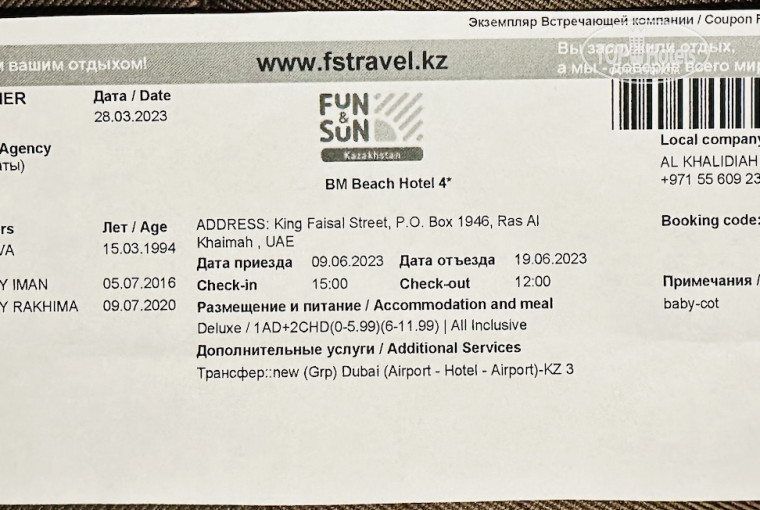 Экземпляр Встречающей компании / Coupon F
и вашим отдыхом!
www.fstravel.kz
Вы заслужили отдых,
а мы - доверие всего мир
IER
Дата / Date
28.03.2023
FUN
&
SUN
Kazakhstan
BM Beach Hotel 4*
Agency
аты)
Local company
AL KHALIDIAH
+971 55 609 23
rs
Лет / Age
VA
15.03.1994
Y IMAN
05.07.2016
Y RAKHIMA
09.07.2020
ADDRESS: King Faisal Street, P.O. Box 1946, Ras Al
Khaimah , UAE
Дата приезда 09.06.2023 Дата отъезда 19.06.2023
Check-in 15:00 Check-out 12:00
Размещение и питание / Accommodation and meal
Deluxe / 1AD+2CHD(0-5.99)(6-11.99) | All Inclusive
Дополнительные услуги / Additional Services
Трансфер::new (Grp) Dubai (Airport - Hotel - Airport)-KZ 3
Booking code:
Примечания /
baby-cot